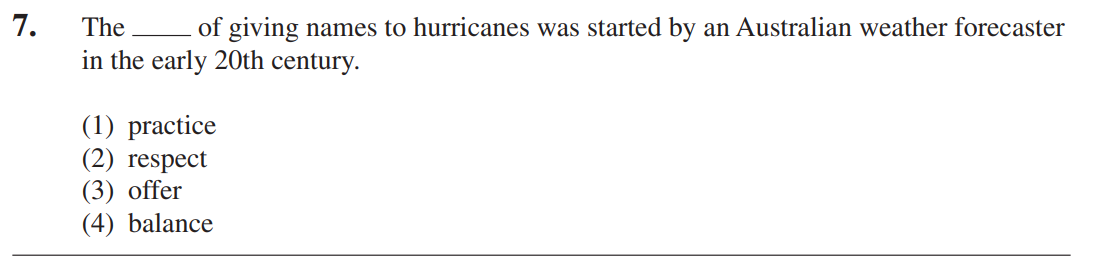 7. The _____ of giving names to hurricanes was started by an Australian weather forecaster
in the early 20th century.
(1) practice
(2) respect
(3) offer
(4) balance